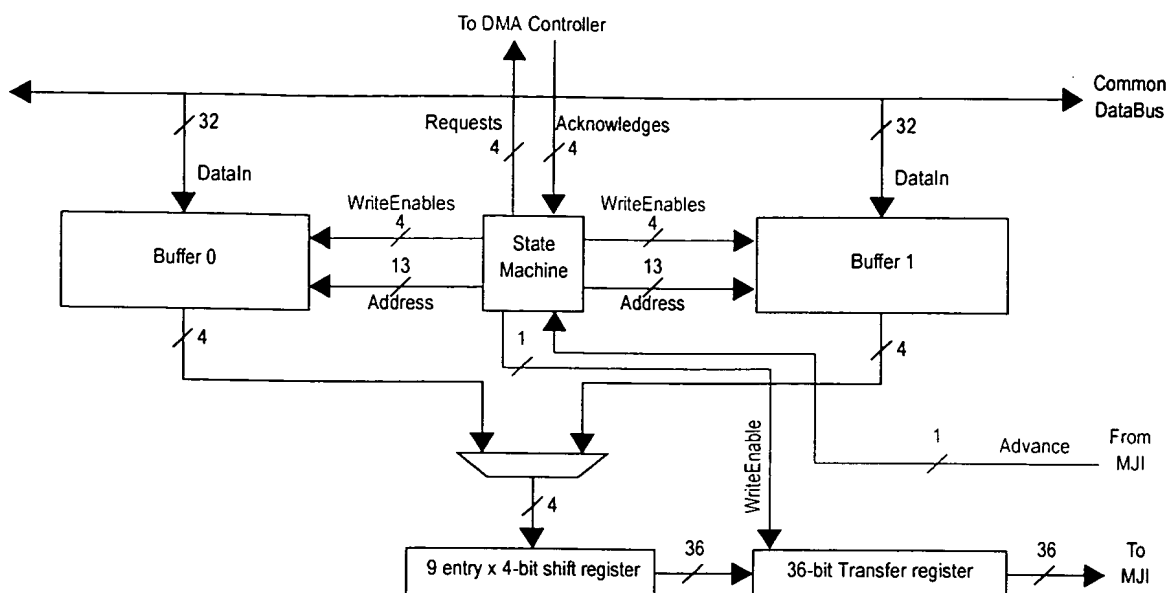 To DMA Controller
Common
DataBus
32
Requests
4
Acknowledges
4
32
DataIn
DataIn
WriteEnables
4
WriteEnables
4
Buffer 0
State
Machine
Buffer 1
13
Address
13
Address
4
1
4
1
Advance
From
MJI
WriteEnable
4
9 entry x 4-bit shift register
36
36-bit Transfer register
36
To
MJI